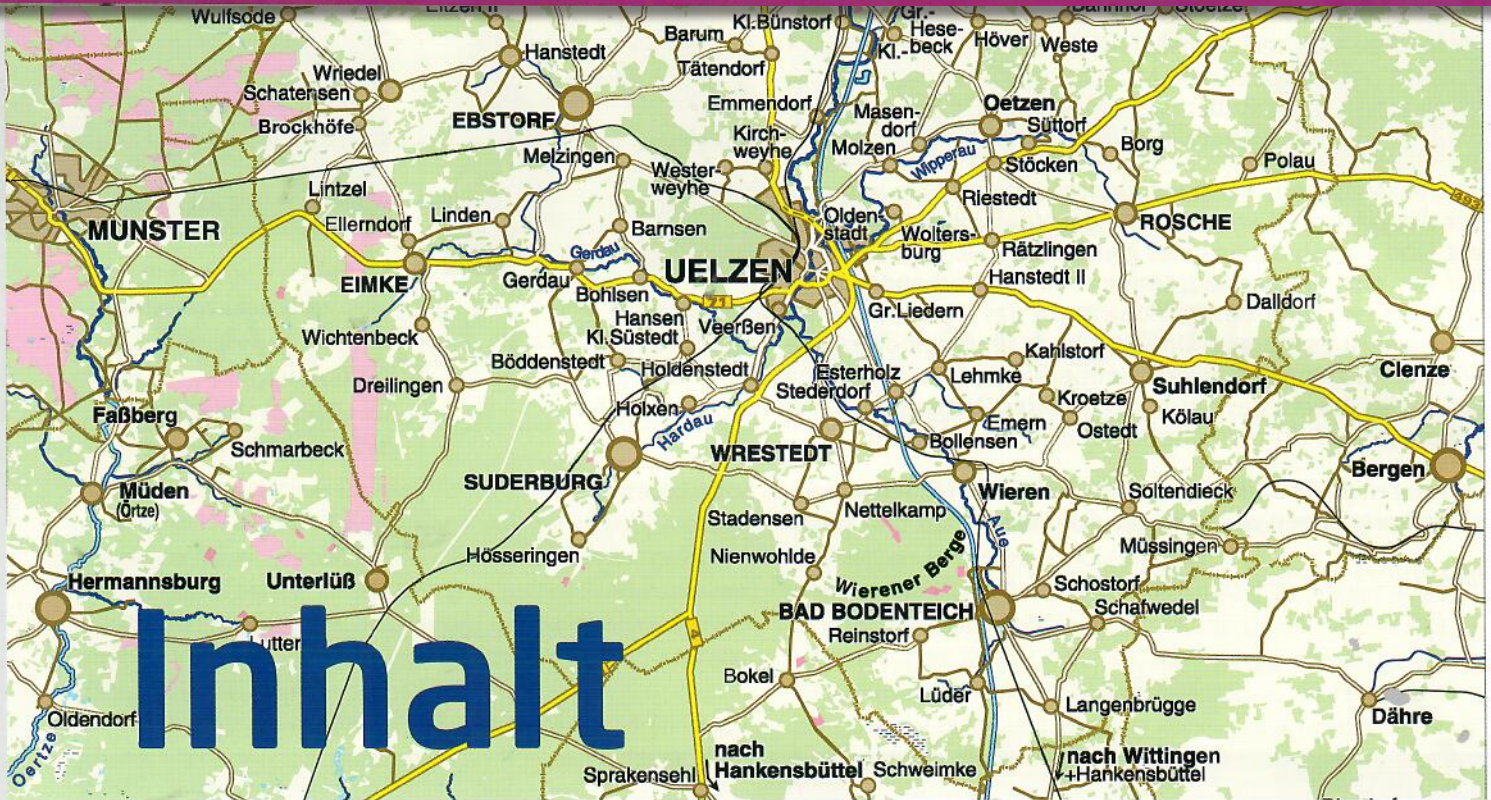 Wulfsode
Hanstedt
Barum
Kl.Bünstorf
Gr.-
Hese-
Kl.-beck
Höver
Weste
Tätendorf
Wriedel
Schatensen
Brockhöfe
EBSTORF
Emmendorf
Kirch-
weyhe
Masen-
dorf
Molzen
Oetzen
Süttorf
Wipperau
Stöcken
Borg
Polau
Melzingen
Wester-
weyhe
Riestedt
Lintzel
MUNSTER
Ellerndorf
Linden
Barnsen
Olden-
stadt
Wolters-
burg
Rätzlingen
ROSCHE
493
EIMKE
Gerdau
Gerdau
UELZEN
Hanstedt II
Bohlsen
71
Gr.Liedern
Dalldorf
Hansen
Veerßen
Wichtenbeck
Kl.Süstedt
Böddenstedt
Holdenstedt
Kahlstorf
Dreilingen
Esterholz
Stederdorf
Lehmke
Suhlendorf
Clenze
Kroetze
Kölau
Holxen
Hardau
Emern
Ostedt
Faßberg
Schmarbeck
WRESTEDT
Bollensen
Bergen
SUDERBURG
Müden
(Örtze)
Wieren
Soltendieck
Stadensen
Nettelkamp
Aue
Müssingen
Hösseringen
Nienwohlde
Wierener Berge
Hermannsburg
Unterlüß
Schostorf
BAD BODENTEICH
Schafwedel
Inhalt
Lutter
4
Reinstorf
Bokel
Lüder
Langenbrügge
Oldendorf
Oertze
Dähre
nach
Hankensbüttel
Sprakensehl
Schweimke
nach Wittingen
+Hankensbüttel